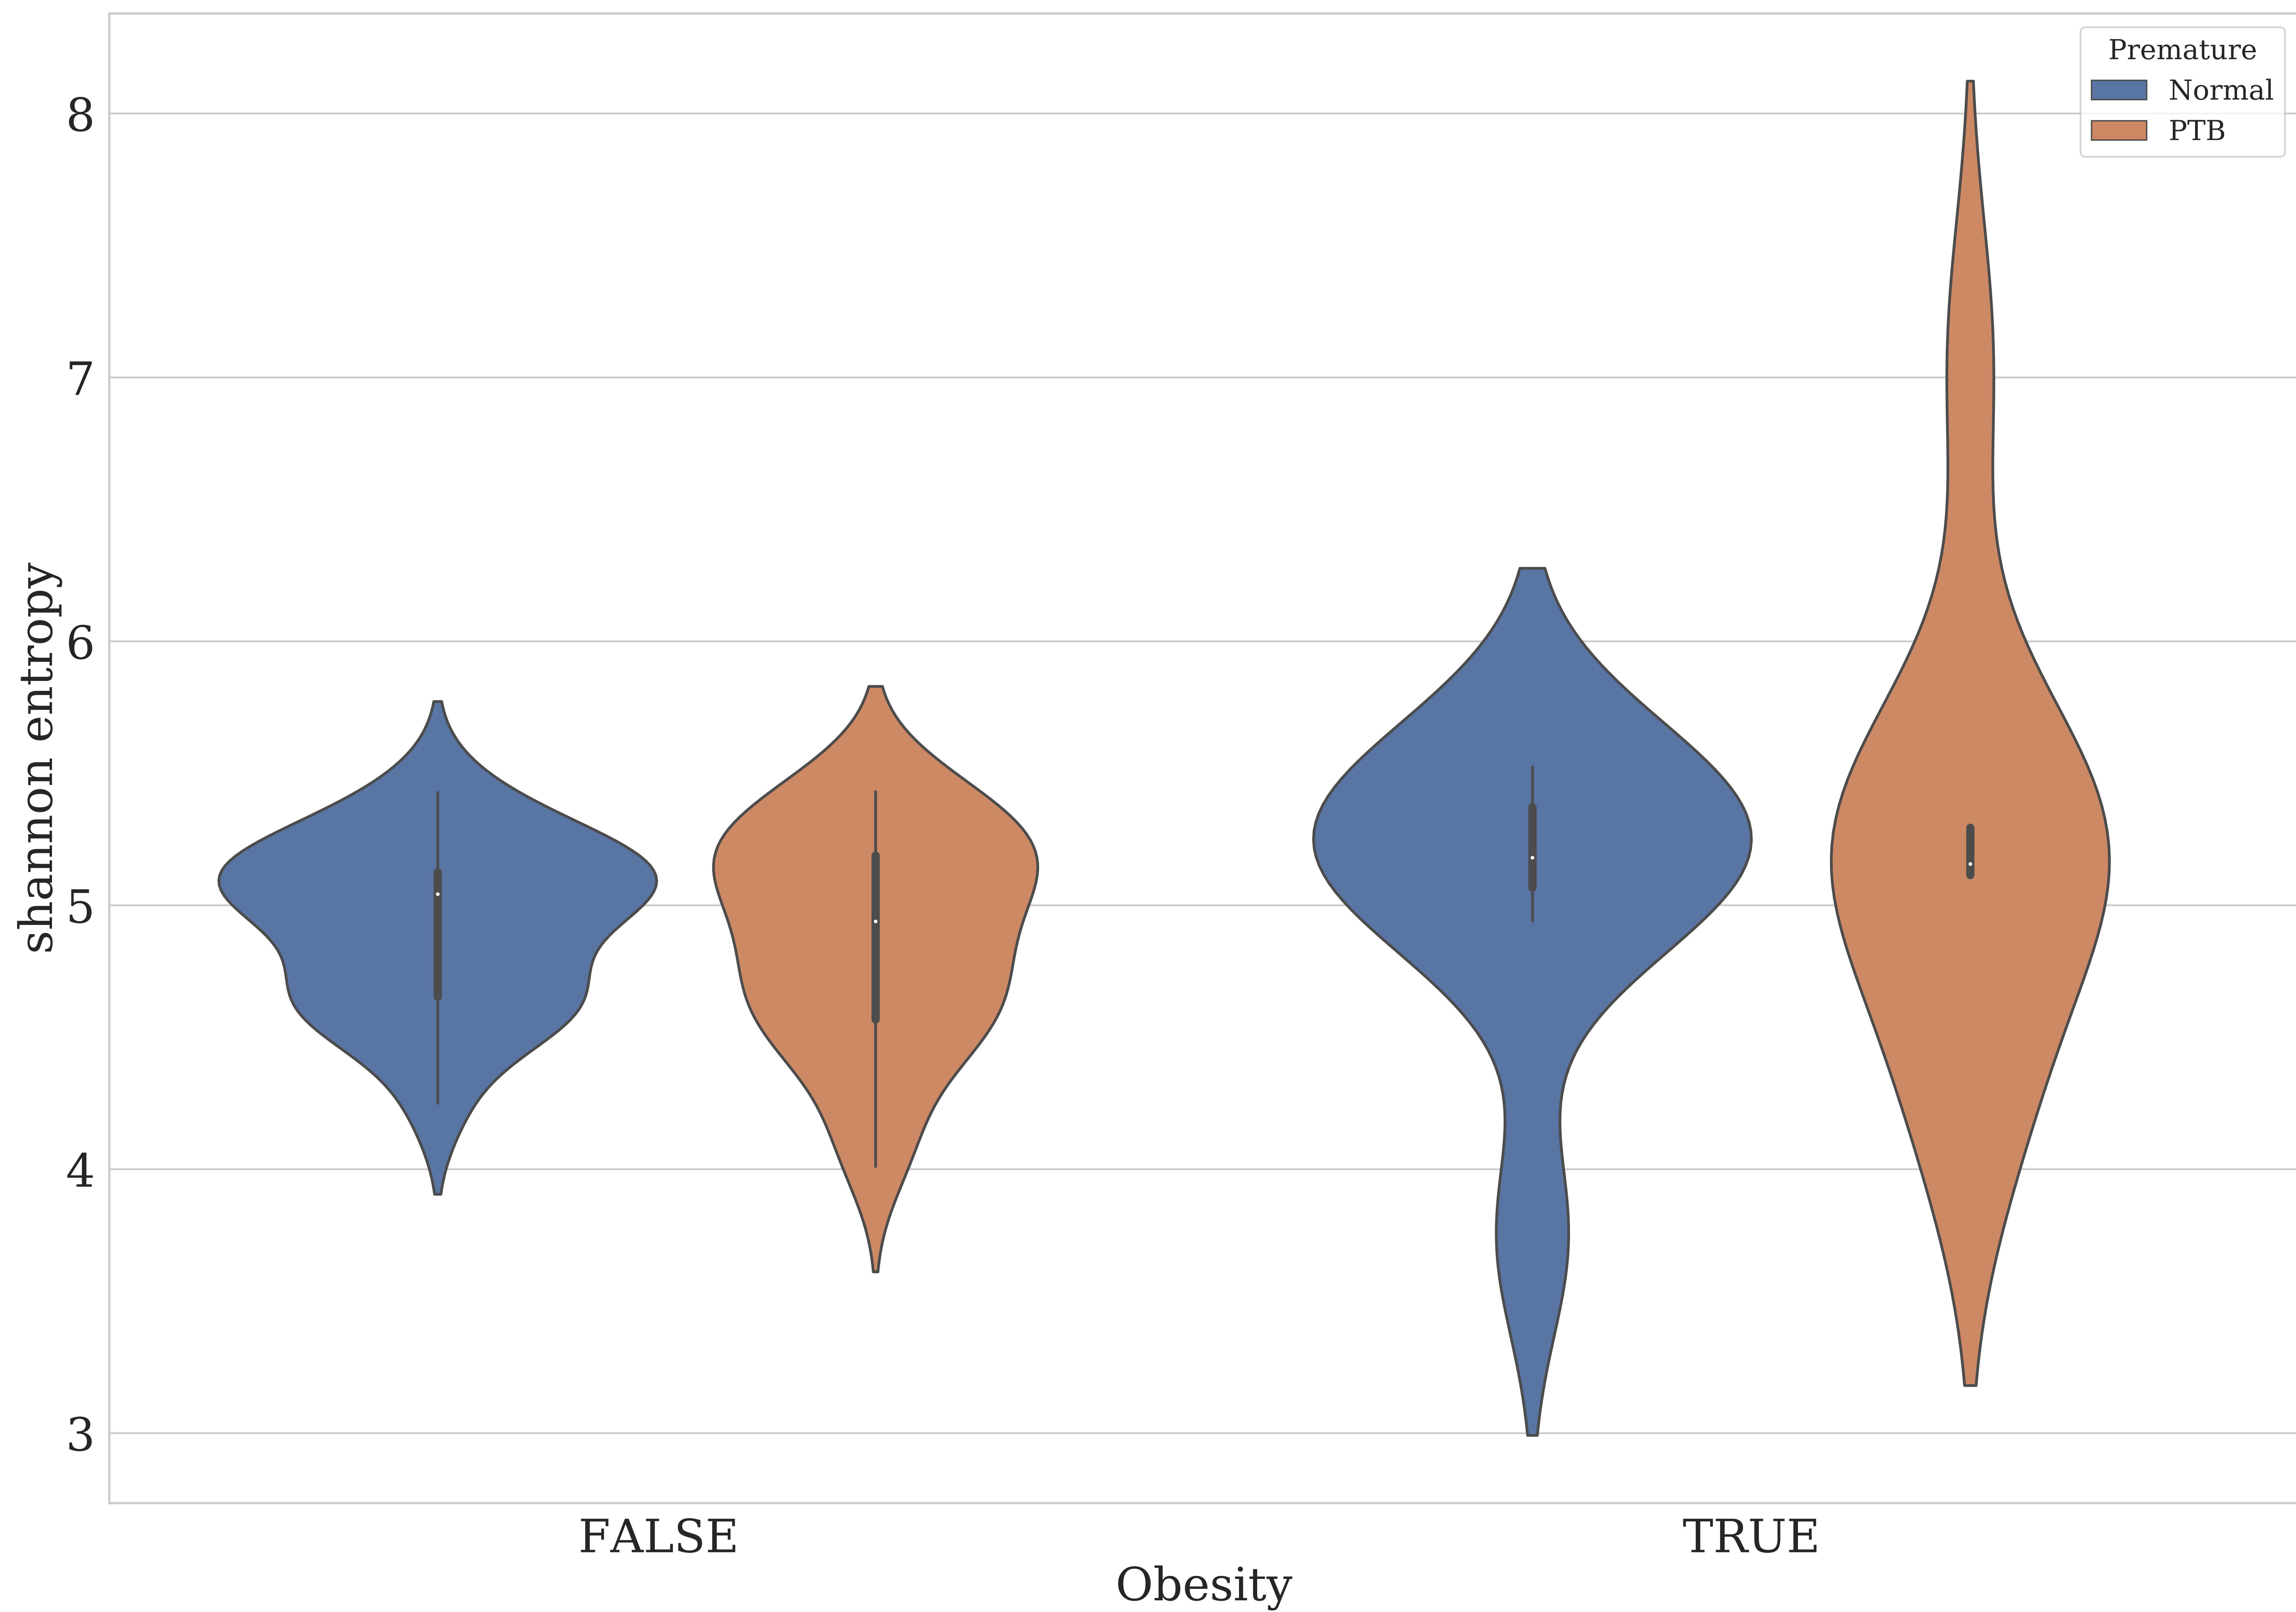 Premature
Normal
PTB
8
7
6
5
4
3
shannon entropy
FALSE
TRUE
Obesity